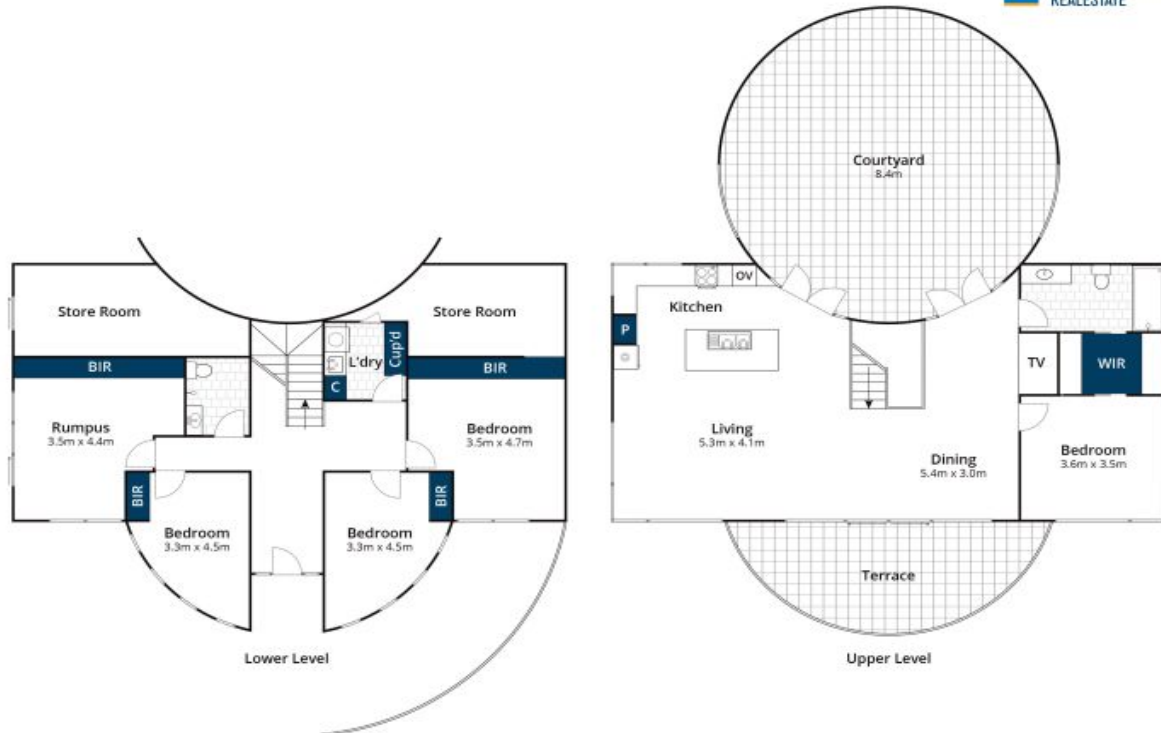 REALESTATE
Courtyard
8.4m
Store Room
Store Room
BIR
L'dry
Cup'd
C
BIR
Rumpus
3.5m x 4.4m
Bedroom
3.5m x 4.7m
BIR
BIR
Bedroom
3.3m x 4.5m
Bedroom
3.3m x 4.5m
Lower Level
OV
Kitchen
P
TV
WIR
Living
5.3m x 4.1m
Dining
5.4m x 3.0m
Bedroom
3.6m x 3.5m
Terrace
Upper Level